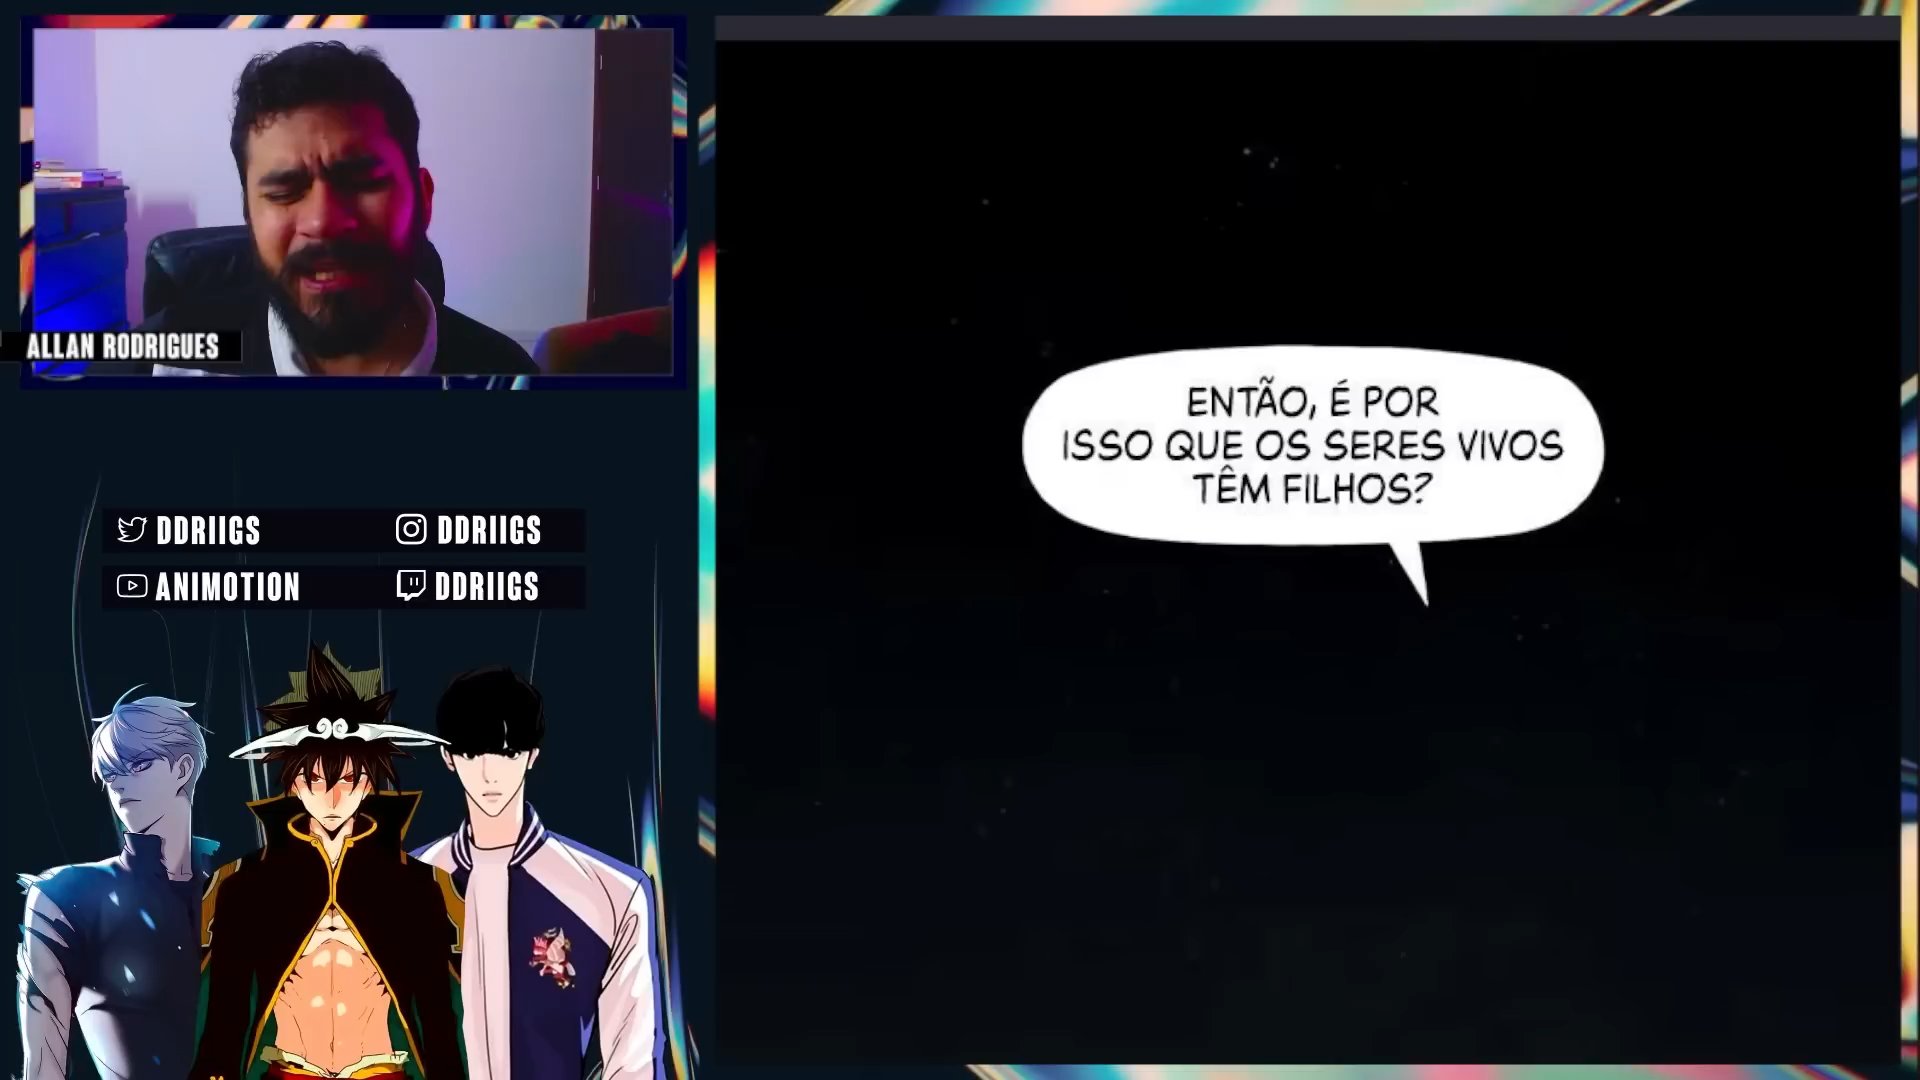 ALLAN RODRIGUES
DDRIIGS
DDRIIGS
ANIMOTION
DDRIIGS
ENTÃO, É POR
ISSO QUE OS SERES VIVOS
TÊM FILHOS?